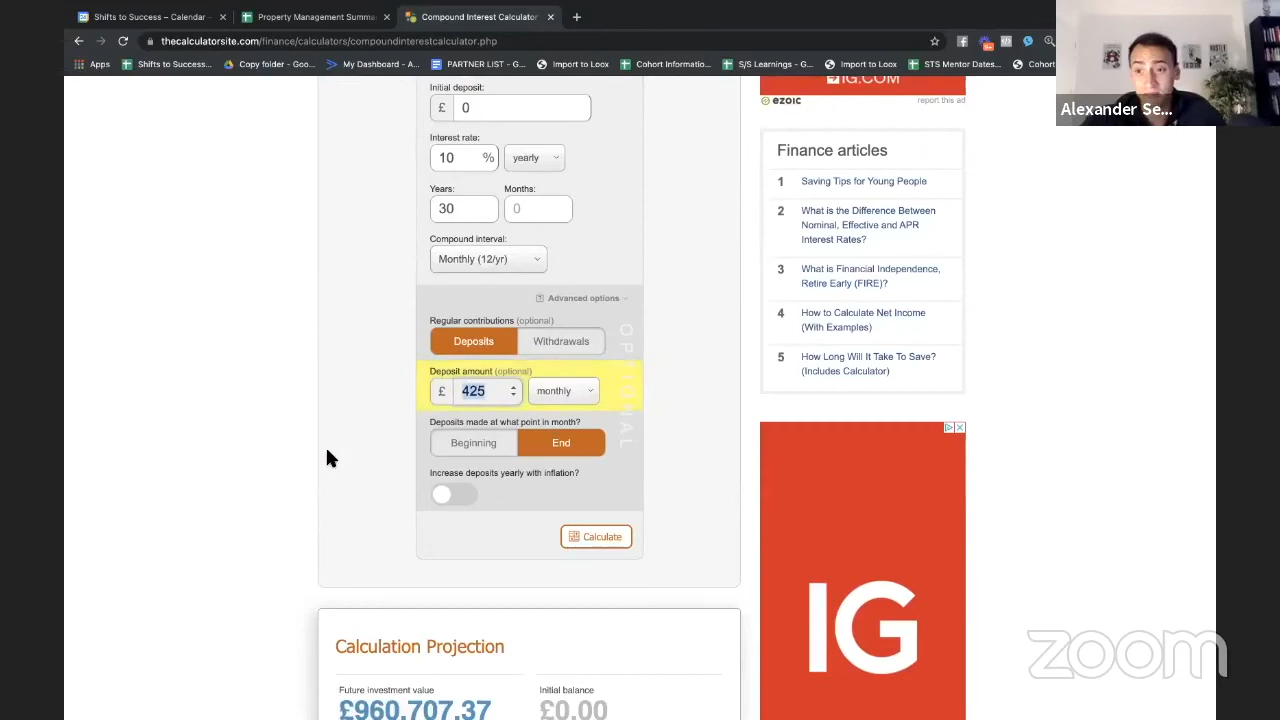 Shifts to Success – Calendar –
Property Management Summa
Compound Interest Calculator
thecalculatorsite.com/finance/calculators/compoundinterestcalculator.php
Apps
Shifts to Success...
Copy folder - Goo...
My Dashboard - A...
PARTNER LIST - G...
Import to Loox
Cohort Informatio...
S/S Learnings - G...
Import to Loox
STS Mentor Dates...
Cohort
Alexander Se...
Initial deposit:
£ 0
Interest rate:
10 % yearly
Years: Months:
30 0
Compound interval:
Monthly (12/yr)
Advanced options
Regular contributions (optional)
Deposits Withdrawals
Deposit amount (optional)
£ 425 monthly
Deposits made at what point in month?
Beginning End
Increase deposits yearly with inflation?
OPTIONAL
Calculate
Calculation Projection
Future investment value
£960,707.37
Initial balance
£0.00
IG.COM
ezoic report this ad
Finance articles
1 Saving Tips for Young People
2 What is the Difference Between
Nominal, Effective and APR
Interest Rates?
3 What is Financial Independence,
Retire Early (FIRE)?
4 How to Calculate Net Income
(With Examples)
5 How Long Will It Take To Save?
(Includes Calculator)
IG
zoom